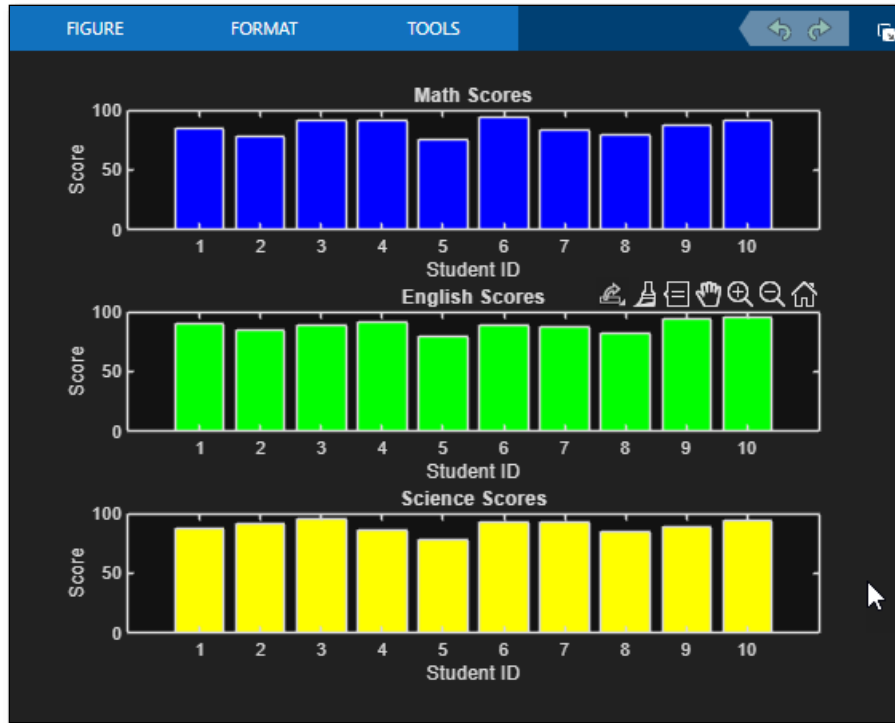 FIGURE FORMAT TOOLS
Math Scores
100
50
0
Score
1 2 3 4 5 6 7 8 9 10
Student ID
English Scores
100
50
0
Score
1 2 3 4 5 6 7 8 9 10
Student ID
Science Scores
100
50
0
Score
1 2 3 4 5 6 7 8 9 10
Student ID